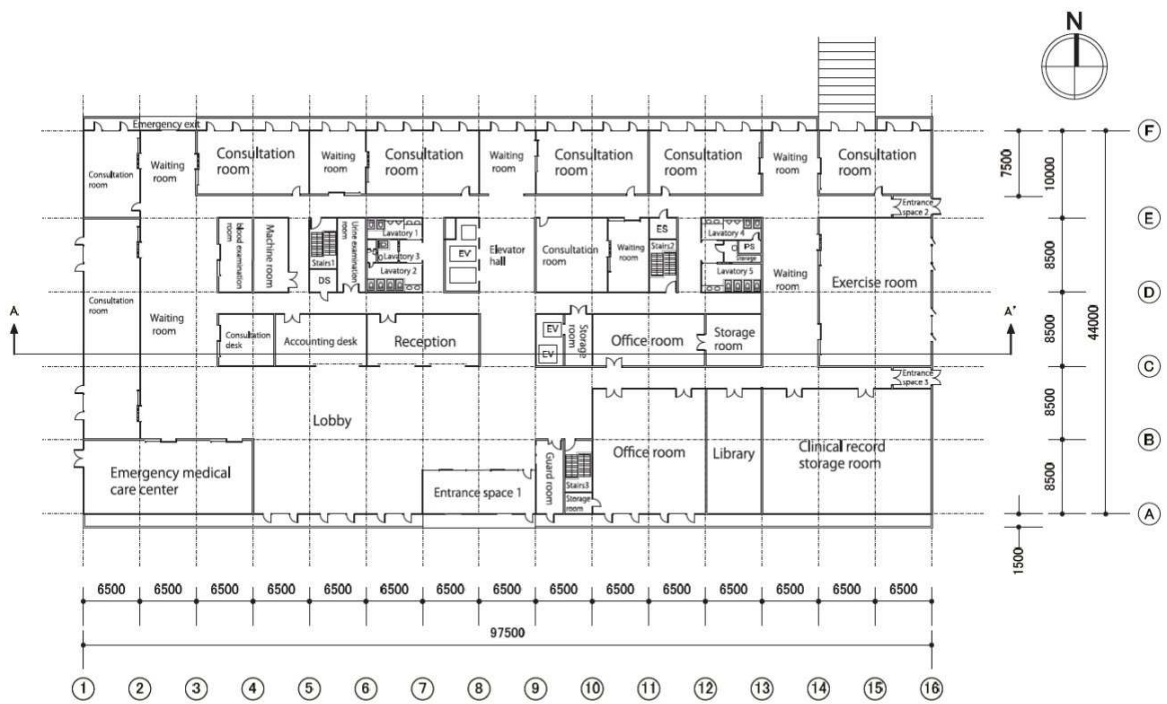 N
Emergency exit
F
Consultation
room
Waiting
room
Consultation
room
Waiting
room
Consultation
room
Waiting
room
Consultation
room
Consultation
room
Waiting
room
Consultation
room
7500
10000
Entrance
space 2
E
blood examination
room
Machine room
Stairs1
DS
Urine examination
room
Lavatory 1
Lavatory 3
Lavatory 2
EV
Elevator
hall
Consultation
room
Waiting
room
ES
Stairs2
Lavatory 4
PS
Storage
Lavatory 5
Waiting
room
Exercise room
8500
44000
Consultation
room
Waiting
room
D
A
Consultation
desk
Accounting desk
Reception
EV
EV
Storage
room
Office room
Storage
room
A'
8500
Entrance
space 3
C
Lobby
8500
B
Emergency medical
care center
Entrance space 1
Guard room
Stairs3
Storage
room
Office room
Library
Clinical record
storage room
8500
A
1500
6500 6500 6500 6500 6500 6500 6500 6500 6500 6500 6500 6500 6500 6500 6500
97500
1 2 3 4 5 6 7 8 9 10 11 12 13 14 15 16